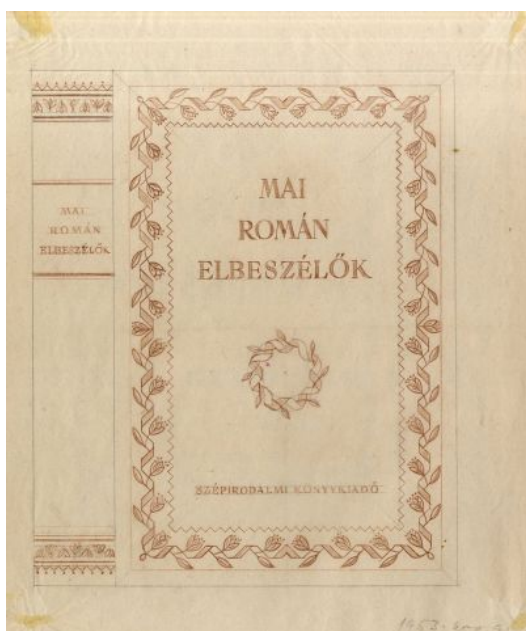 MAI
ROMÁN
ELBESZÉLŐK
MAI
ROMÁN
ELBESZÉLŐK
SZÉPIRODALMI KÖNYVKIADÓ